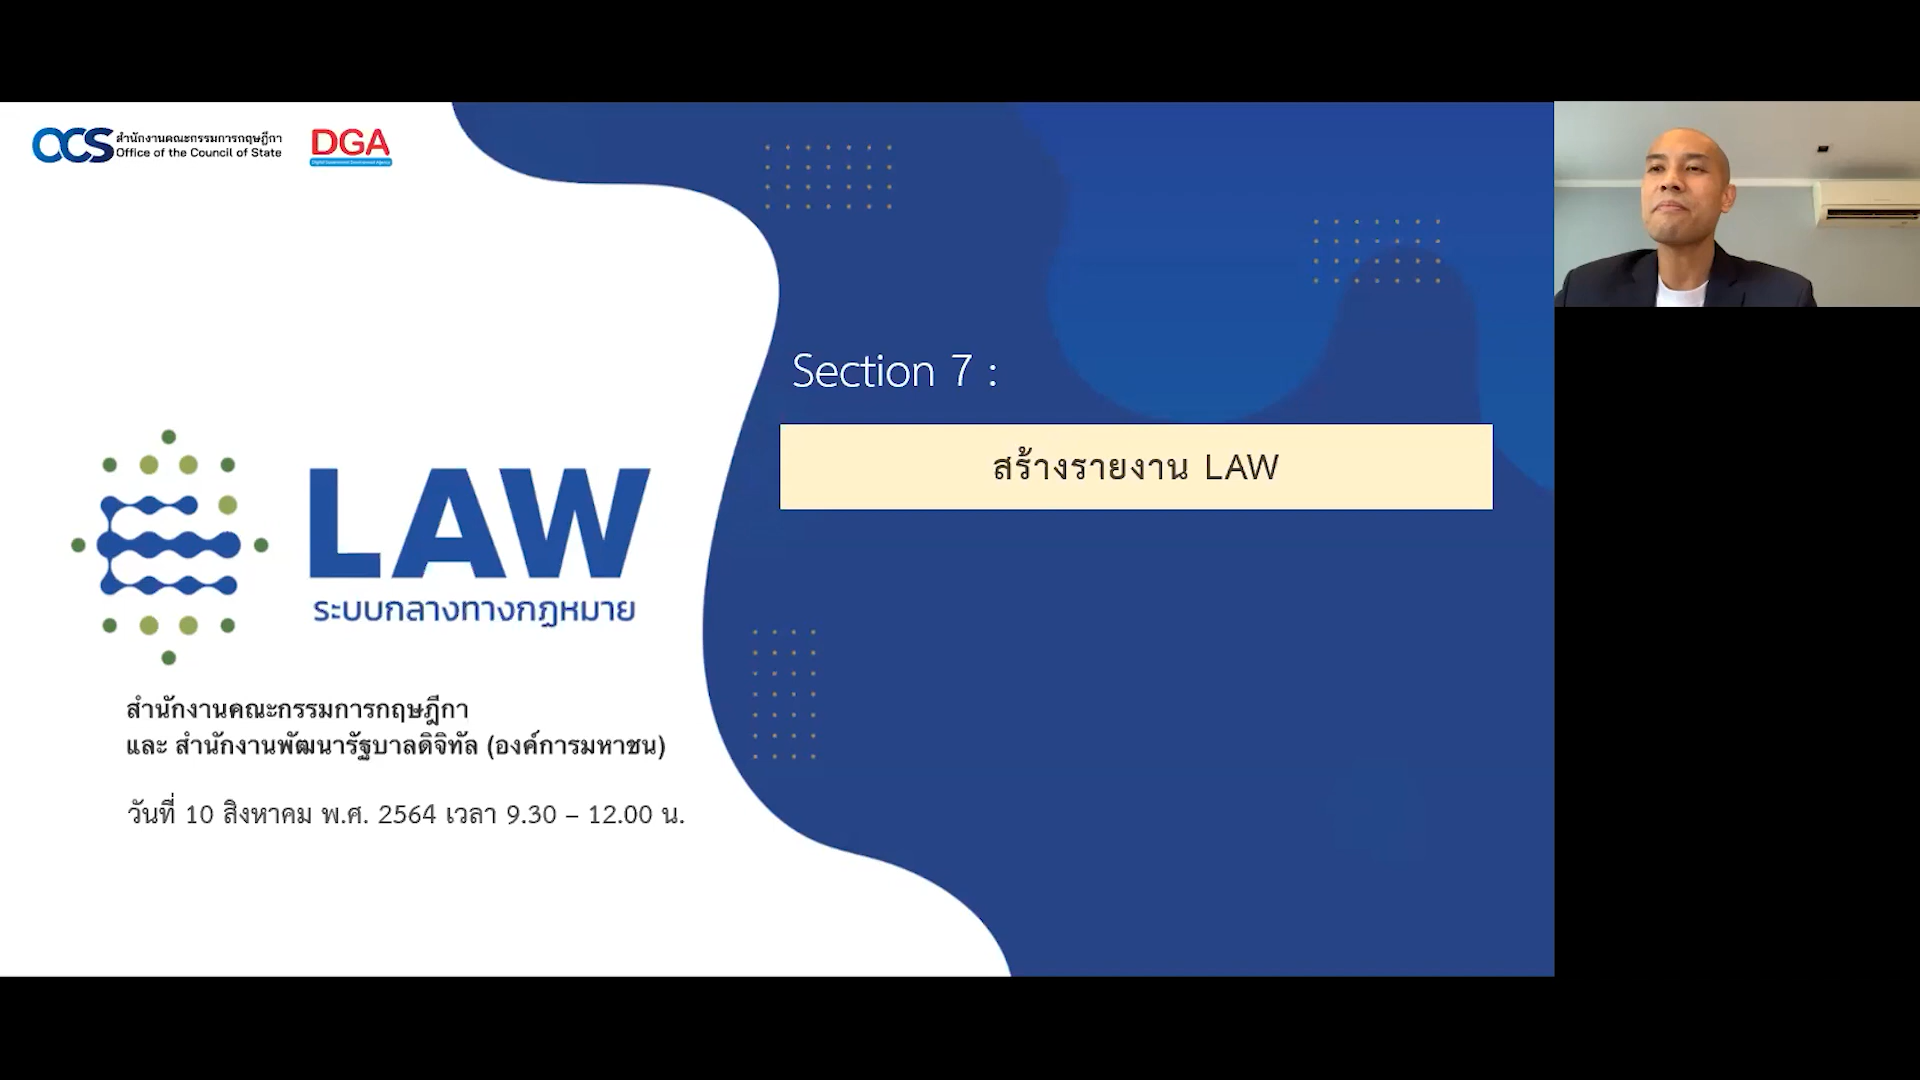 OCS สำนักงานคณะกรรมการกฤษฎีกา
Office of the Council of State
DGA
Digital Government Development Agency
Section 7 :
สร้างรายงาน LAW
LAW
ระบบกลางทางกฎหมาย
สำนักงานคณะกรรมการกฤษฎีกา
และ สำนักงานพัฒนารัฐบาลดิจิทัล (องค์การมหาชน)
วันที่ 10 สิงหาคม พ.ศ. 2564 เวลา 9.30 – 12.00 น.